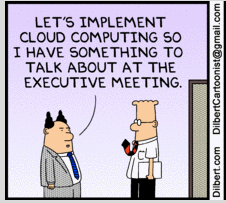 LET'S IMPLEMENT
CLOUD COMPUTING SO
I HAVE SOMETHING TO
TALK ABOUT AT THE
EXECUTIVE MEETING.
Dilbert.com DilbertCartoonist@gmail.com